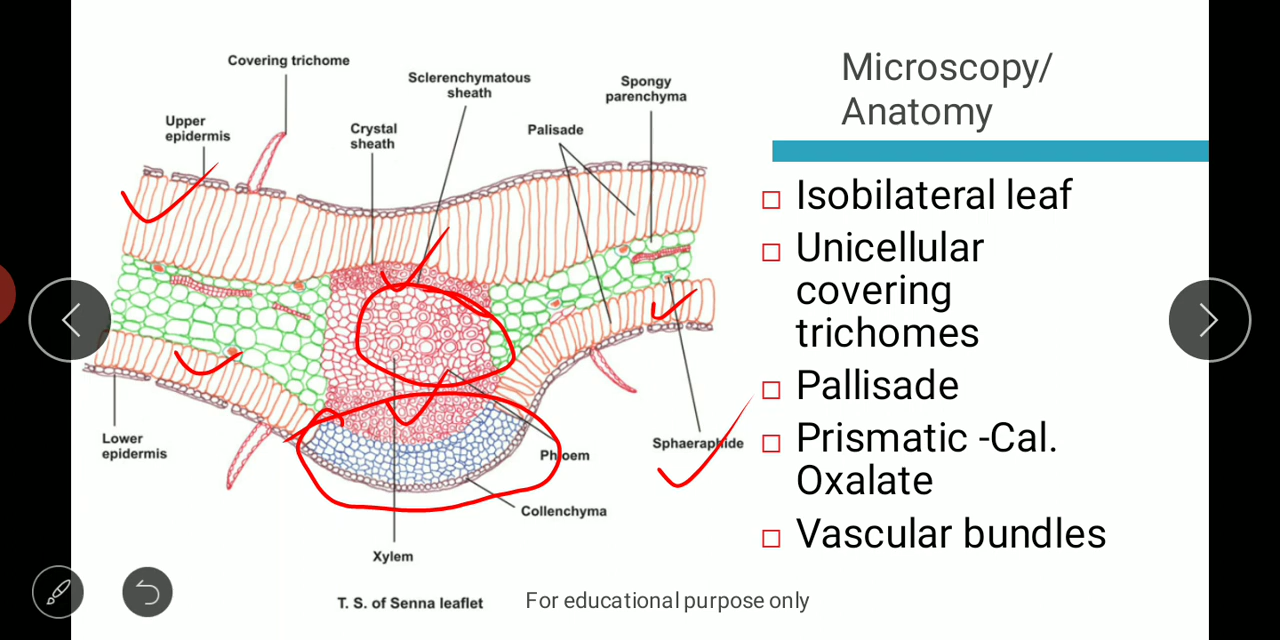 Covering trichome
Sclerenchymatous
sheath
Spongy
parenchyma
Upper
epidermis
Crystal
sheath
Palisade
Lower
epidermis
Sphaeraphide
Phloem
Collenchyma
Xylem
T. S. of Senna leaflet
For educational purpose only
Microscopy/
Anatomy
Isobilateral leaf
Unicellular
covering
trichomes
Pallisade
Prismatic -Cal.
Oxalate
Vascular bundles